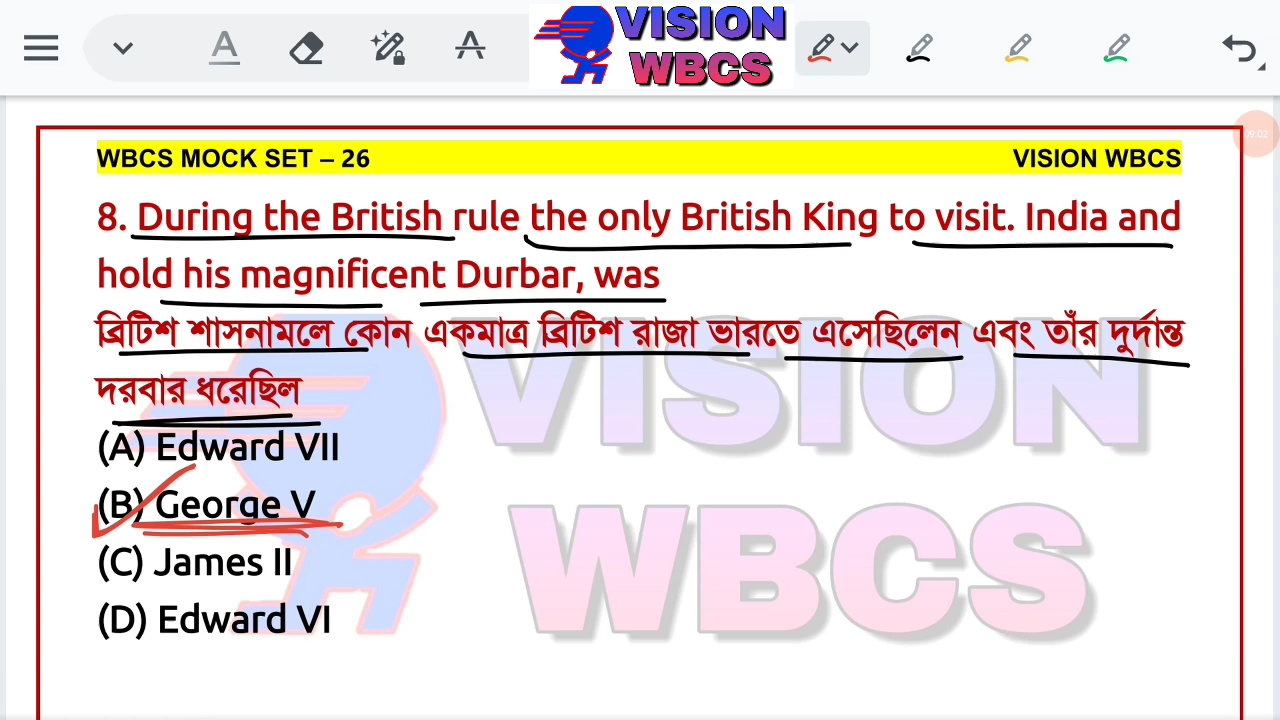 VISION
WBCS
09:02
WBCS MOCK SET – 26 VISION WBCS
8. During the British rule the only British King to visit. India and
hold his magnificent Durbar, was
ব্রিটিশ শাসনামলে কোন একমাত্র ব্রিটিশ রাজা ভারতে এসেছিলেন এবং তাঁর দুর্দান্ত
দরবার ধরেছিল
(A) Edward VII
(B) George V
(C) James II
(D) Edward VI
VISION
WBCS